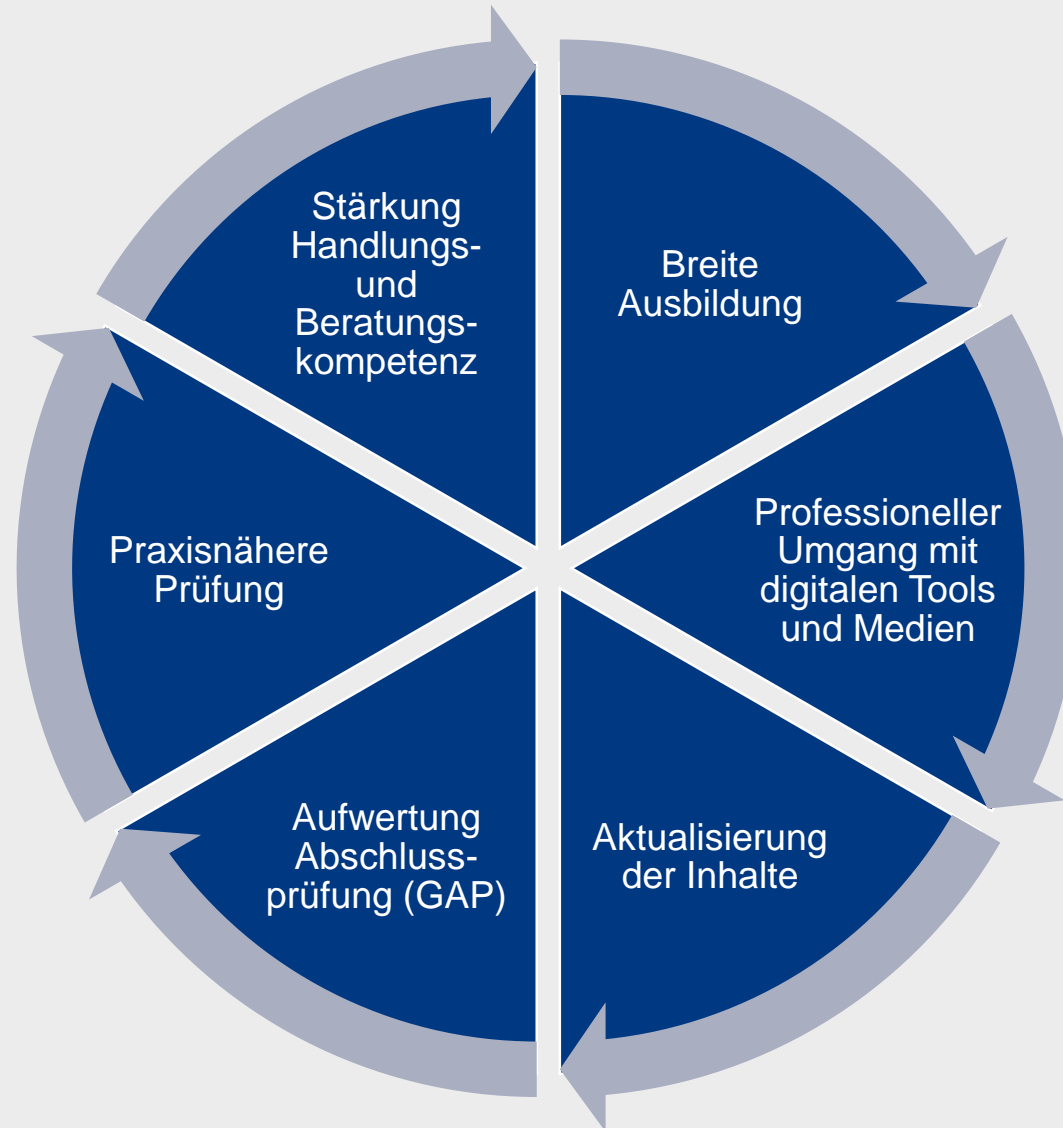 Stärkung
Handlungs-
und
Beratungs-
kompetenz
Breite
Ausbildung
Professioneller
Umgang mit
digitalen Tools
und Medien
Praxisnähere
Prüfung
Aufwertung
Abschluss-
prüfung (GAP)
Aktualisierung
der Inhalte